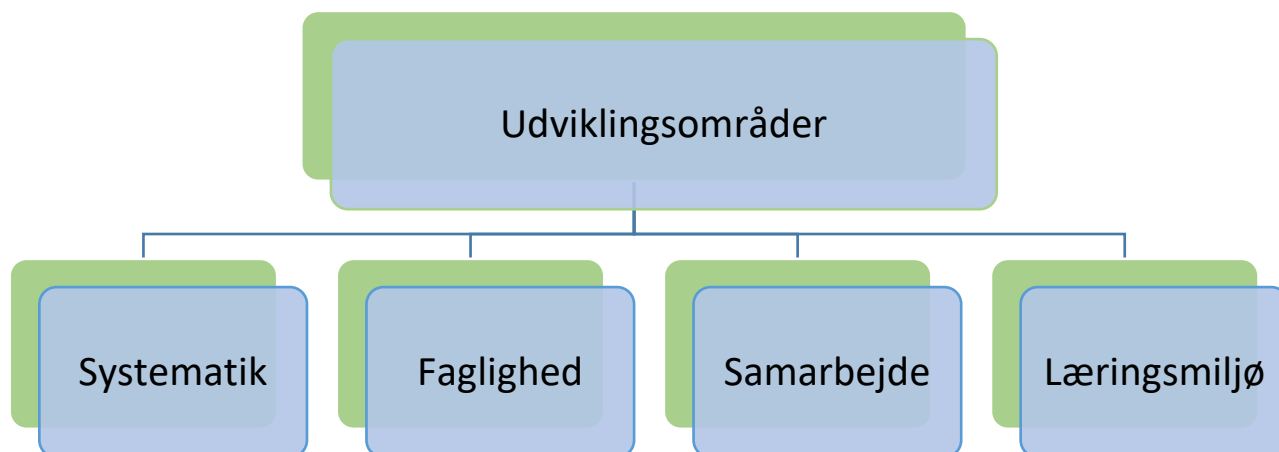 Udviklingsområder
Systematik
Faglighed
Samarbejde
Læringsmiljø